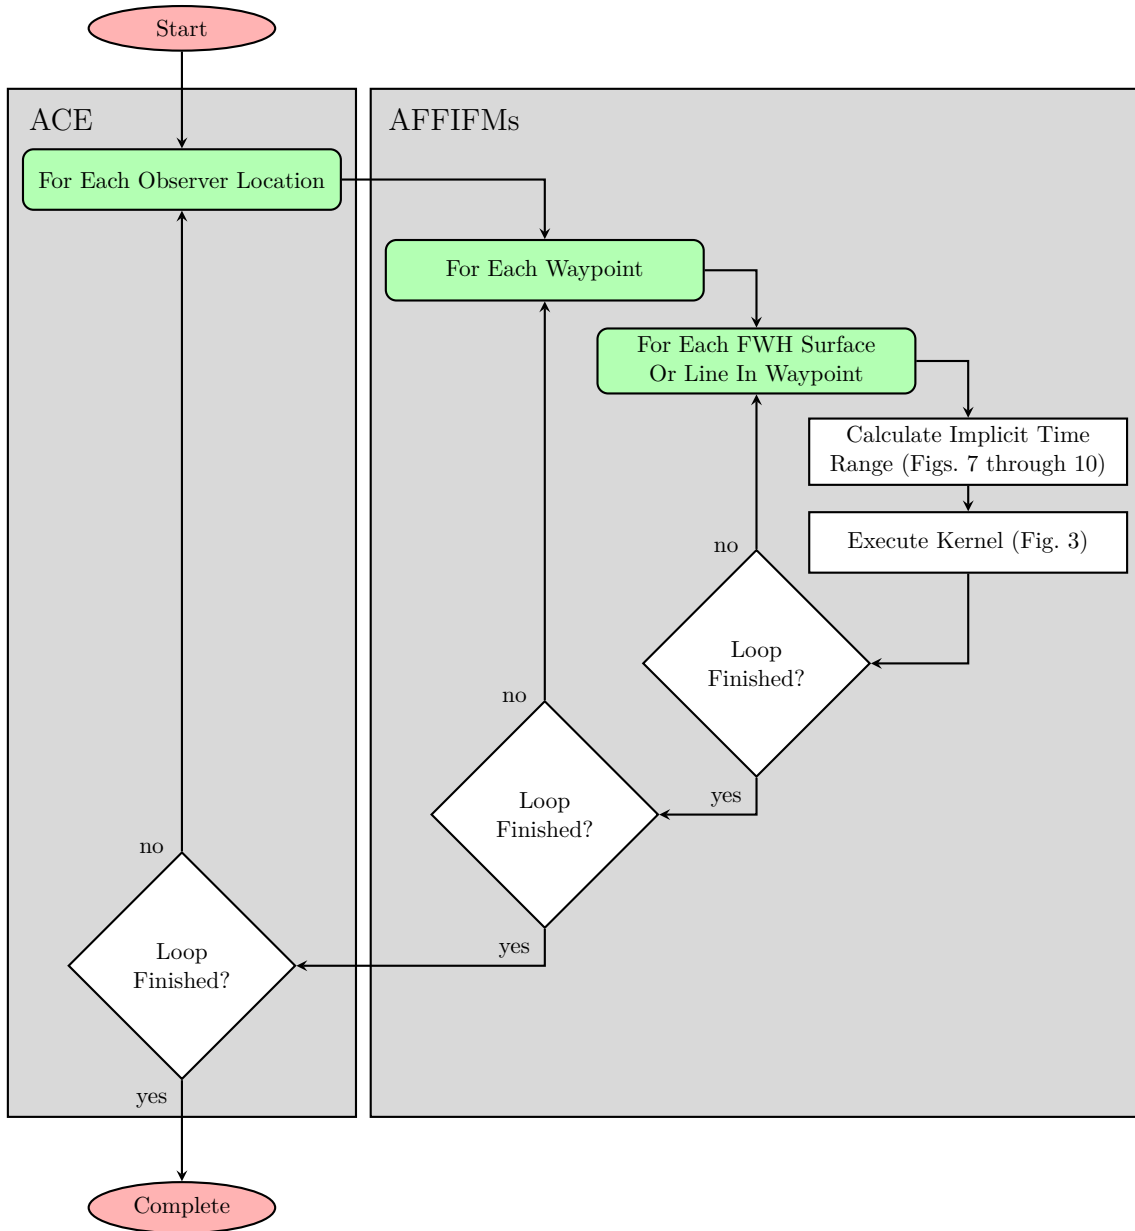 Start
ACE
AFFIFMs
For Each Observer Location
For Each Waypoint
For Each FWH Surface
Or Line In Waypoint
Calculate Implicit Time
Range (Figs. 7 through 10)
Execute Kernel (Fig. 3)
no
Loop
Finished?
no
yes
Loop
Finished?
no
yes
Loop
Finished?
yes
Complete